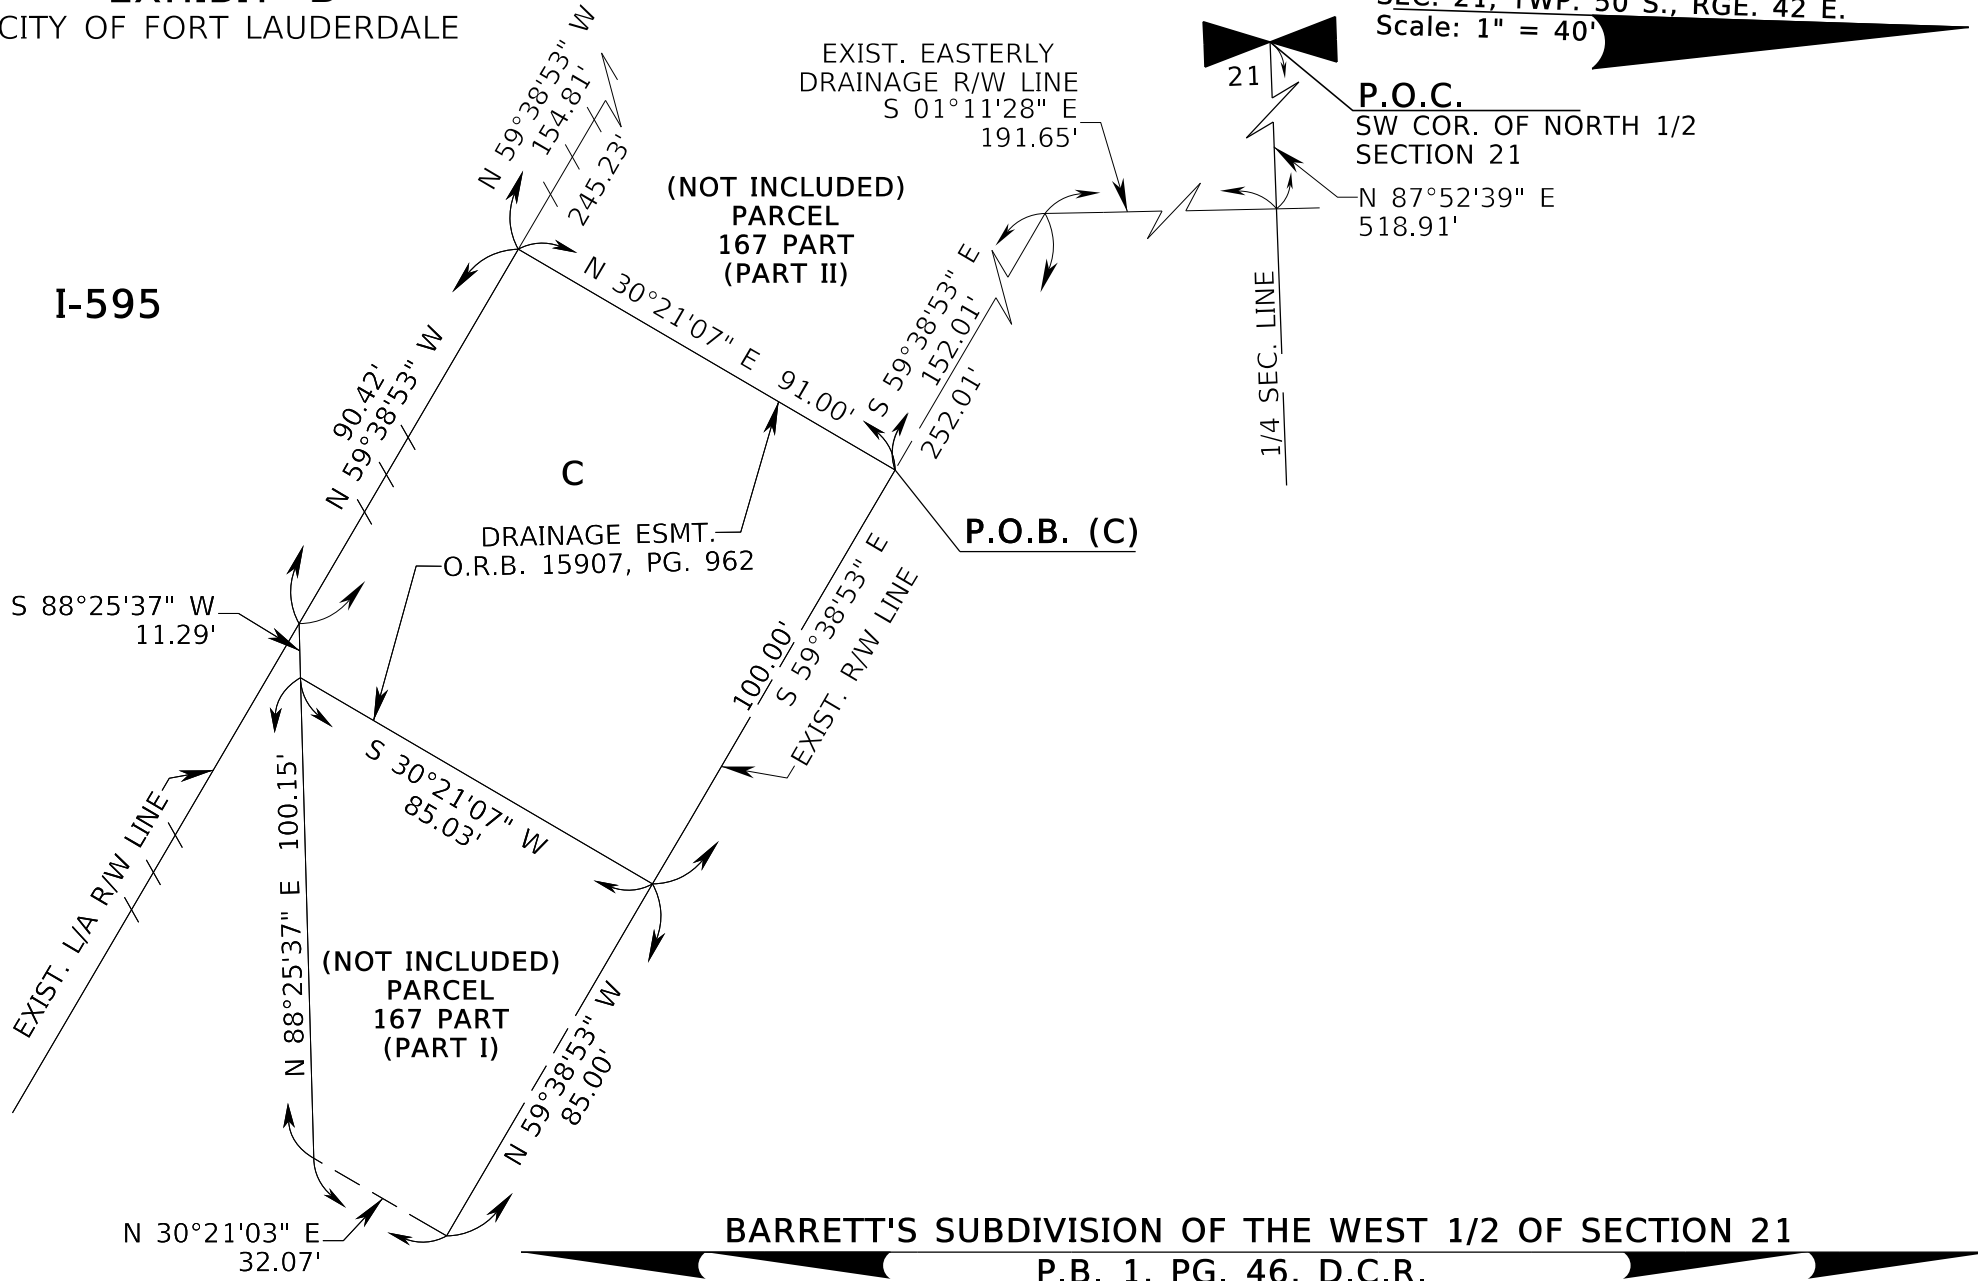 CITY OF FORT LAUDERDALE
Scale: 1" = 40'
21
P.O.C.
SW COR. OF NORTH 1/2
SECTION 21
N 87°52'39" E
518.91'
EXIST. EASTERLY
DRAINAGE R/W LINE
S 01°11'28" E
191.65'
N 59°38'53" W
154.81'
245.23'
(NOT INCLUDED)
PARCEL
167 PART
(PART II)
I-595
N 30°21'07" E 91.00'
S 59°38'53" E
152.01'
252.01'
1/4 SEC. LINE
90.42'
N 59°38'53" W
C
DRAINAGE ESMT.
O.R.B. 15907, PG. 962
P.O.B. (C)
S 88°25'37" W
11.29'
100.00'
S 59°38'53" E
EXIST. R/W LINE
S 30°21'07" W
85.03'
EXIST. L/A R/W LINE
N 88°25'37" E 100.15'
(NOT INCLUDED)
PARCEL
167 PART
(PART I)
N 59°38'53" W
85.00'
N 30°21'03" E
32.07'
BARRETT'S SUBDIVISION OF THE WEST 1/2 OF SECTION 21
P.B. 1, PG. 46, D.C.R.